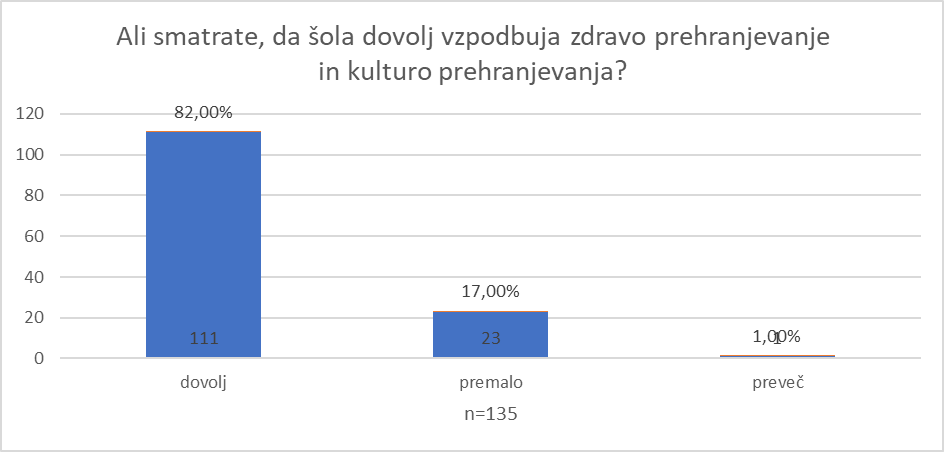 Ali smatrate, da šola dovolj vzpodbuja zdravo prehranjevanje
in kulturo prehranjevanja?
120
100
80
60
40
20
0
82,00%
17,00%
1,00%
111
23
1
dovolj
premalo
preveč
n=135